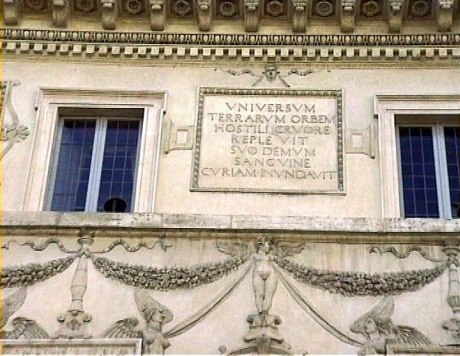 VNIVERSVM
TERRARVM ORBEM
HOSTILI CRVORE
REPLEVIT
SVO DEMVM
SANGVINE
CVRIAM INVNDAVIT